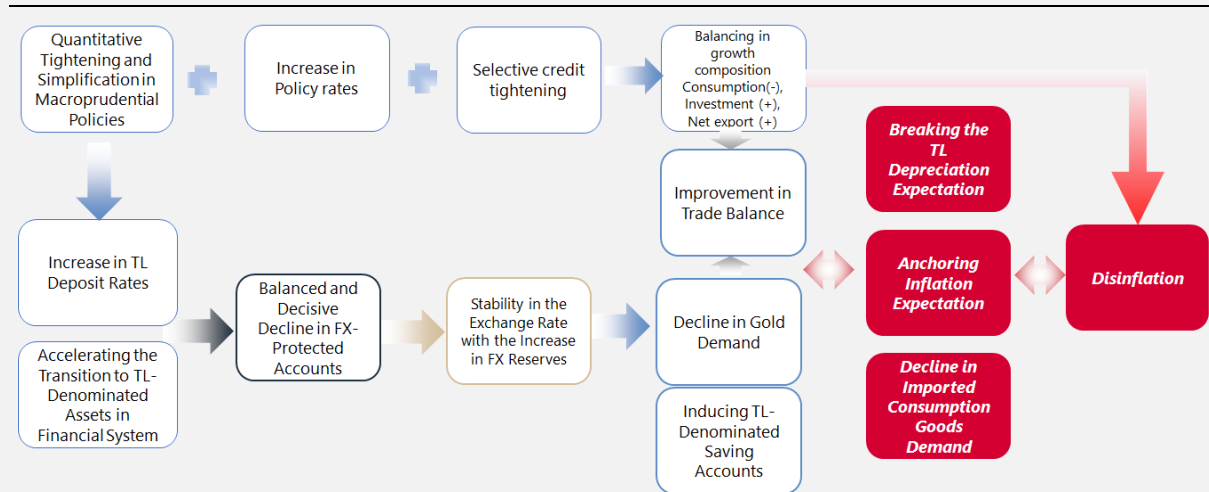 Quantitative
Tightening and
Simplification in
Macroprudential
Policies
Increase in
Policy rates
Selective credit
tightening
Balancing in
growth
composition
Consumption(-),
Investment (+),
Net export (+)
Breaking the
TL
Depreciation
Expectation
Improvement in
Trade Balance
Increase in TL
Deposit Rates
Balanced and
Decisive
Decline in FX-
Protected
Accounts
Stability in the
Exchange Rate
with the Increase
in FX Reserves
Decline in Gold
Demand
Anchoring
Inflation
Expectation
Disinflation
Accelerating the
Transition to TL-
Denominated
Assets in
Financial System
Inducing TL-
Denominated
Saving
Accounts
Decline in
Imported
Consumption
Goods
Demand